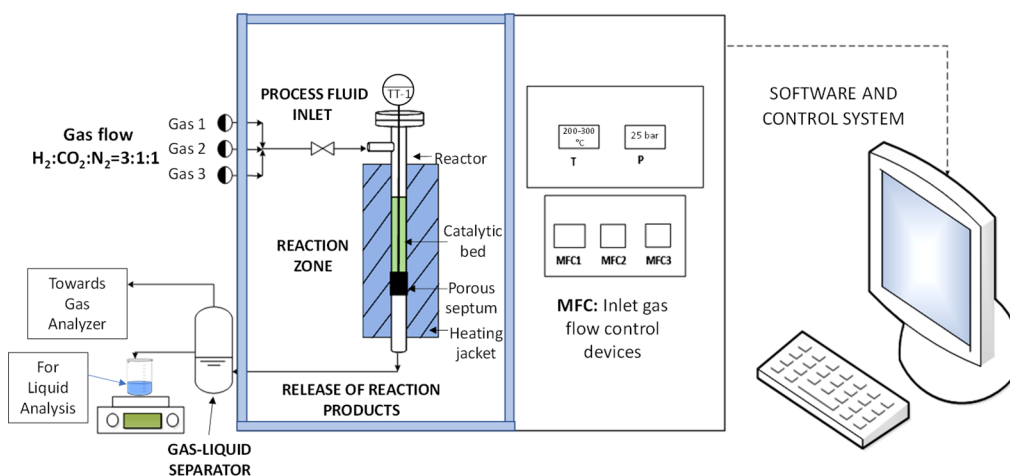 Gas flow
H₂:CO₂:N₂=3:1:1
Gas 1
Gas 2
Gas 3
PROCESS FLUID
INLET
TT-1
Reactor
REACTION
ZONE
Catalytic
bed
Porous
septum
Heating
jacket
RELEASE OF REACTION
PRODUCTS
Towards
Gas
Analyzer
For
Liquid
Analysis
GAS-LIQUID
SEPARATOR
200-300
°C
T
25 bar
P
MFC1
MFC2
MFC3
MFC: Inlet gas
flow control
devices
SOFTWARE AND
CONTROL SYSTEM